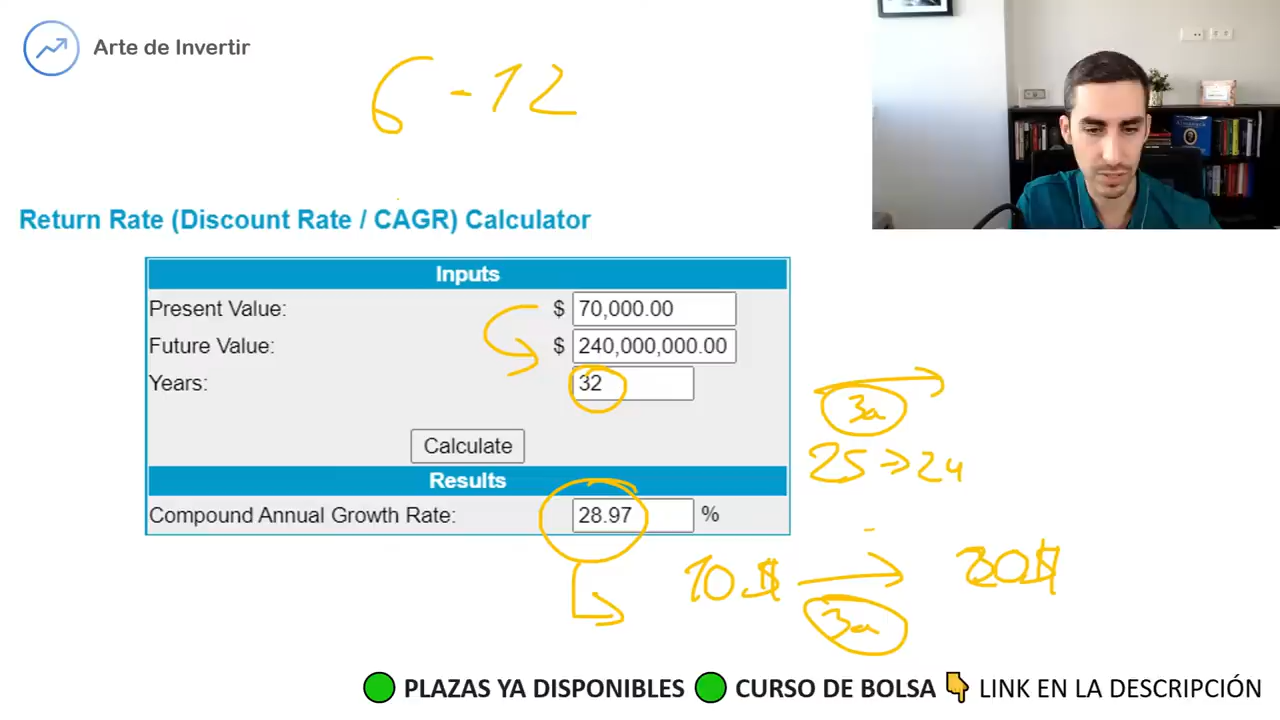 Arte de Invertir
6 - 12
Return Rate (Discount Rate / CAGR) Calculator
Inputs
Present Value: $ 70,000.00
Future Value: $ 240,000,000.00
Years: 32
3a
25 => 24
Calculate
Results
Compound Annual Growth Rate: 28.97 %
10$
3a
PLAZAS YA DISPONIBLES CURSO DE BOLSA LINK EN LA DESCRIPCIÓN